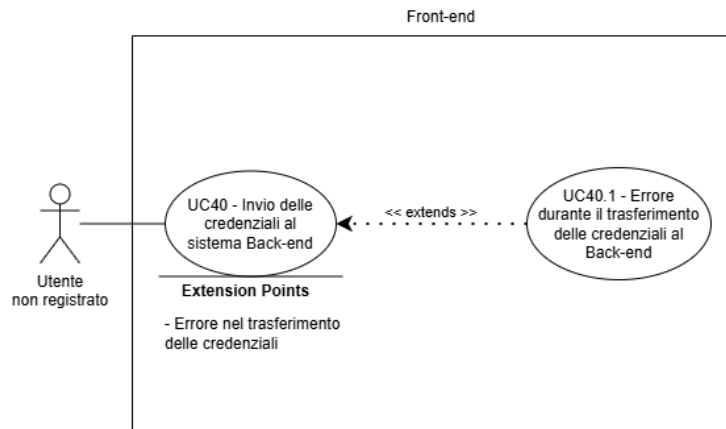 Front-end
UC40 - Invio delle
credenziali al
sistema Back-end
<< extends >>
UC40.1 - Errore
durante il trasferimento
delle credenziali al
Back-end
Utente
non registrato
Extension Points
- Errore nel trasferimento
delle credenziali